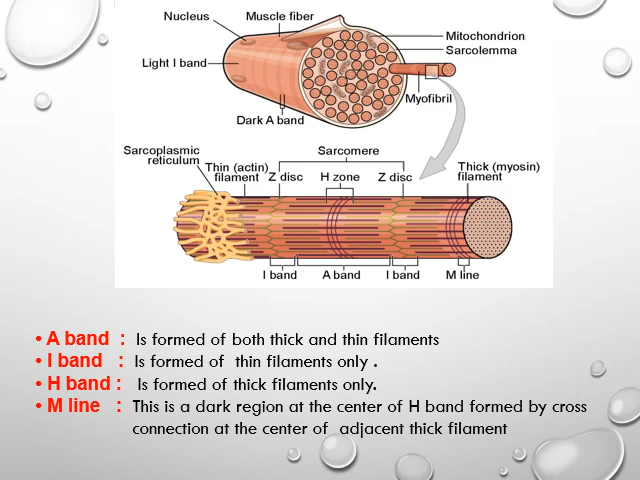 Nucleus
Muscle fiber
Mitochondrion
Sarcolemma
Light I band
Myofibril
Dark A band
Sarcoplasmic
reticulum
Sarcomere
Thin (actin)
filament
Z disc
H zone
Z disc
Thick (myosin)
filament
I band
A band
I band
M line
• A band : Is formed of both thick and thin filaments
• I band : Is formed of thin filaments only .
• H band : Is formed of thick filaments only.
• M line : This is a dark region at the center of H band formed by cross
connection at the center of adjacent thick filament